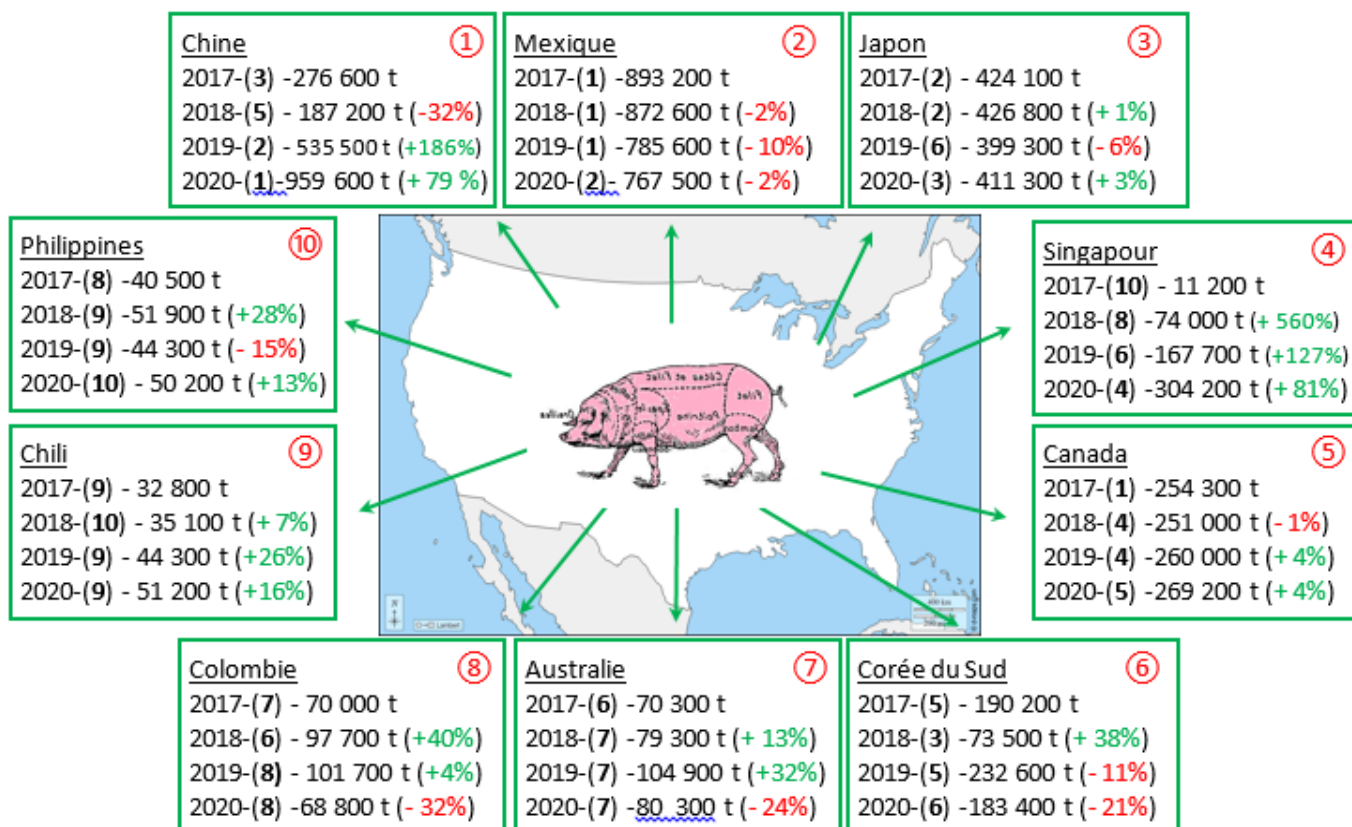 Chine ①
2017-(3) -276 600 t
2018-(5) - 187 200 t (-32%)
2019-(2) - 535 500 t (+186%)
2020-(1)-959 600 t (+ 79 %)
Mexique ②
2017-(1) -893 200 t
2018-(1) -872 600 t (-2%)
2019-(1) -785 600 t (- 10%)
2020-(2)- 767 500 t (- 2%)
Japon ③
2017-(2) - 424 100 t
2018-(2) - 426 800 t (+ 1%)
2019-(6) - 399 300 t (- 6%)
2020-(3) - 411 300 t (+ 3%)
Philippines ⑩
2017-(8) -40 500 t
2018-(9) -51 900 t (+28%)
2019-(9) -44 300 t (- 15%)
2020-(10) - 50 200 t (+13%)
Singapour ④
2017-(10) - 11 200 t
2018-(8) -74 000 t (+ 560%)
2019-(6) -167 700 t (+127%)
2020-(4) -304 200 t (+ 81%)
Côtes et Filet
Filet
Poitrine
Jambon
Oreilles
Chili ⑨
2017-(9) - 32 800 t
2018-(10) - 35 100 t (+ 7%)
2019-(9) - 44 300 t (+26%)
2020-(9) - 51 200 t (+16%)
Canada ⑤
2017-(1) -254 300 t
2018-(4) -251 000 t (- 1%)
2019-(4) -260 000 t (+ 4%)
2020-(5) -269 200 t (+ 4%)
N
Lambert
400 km
Colombie ⑧
2017-(7) - 70 000 t
2018-(6) - 97 700 t (+40%)
2019-(8) - 101 700 t (+4%)
2020-(8) -68 800 t (- 32%)
Australie ⑦
2017-(6) -70 300 t
2018-(7) -79 300 t (+ 13%)
2019-(7) -104 900 t (+32%)
2020-(7) -80 300 t (- 24%)
Corée du Sud ⑥
2017-(5) - 190 200 t
2018-(3) -73 500 t (+ 38%)
2019-(5) -232 600 t (- 11%)
2020-(6) -183 400 t (- 21%)